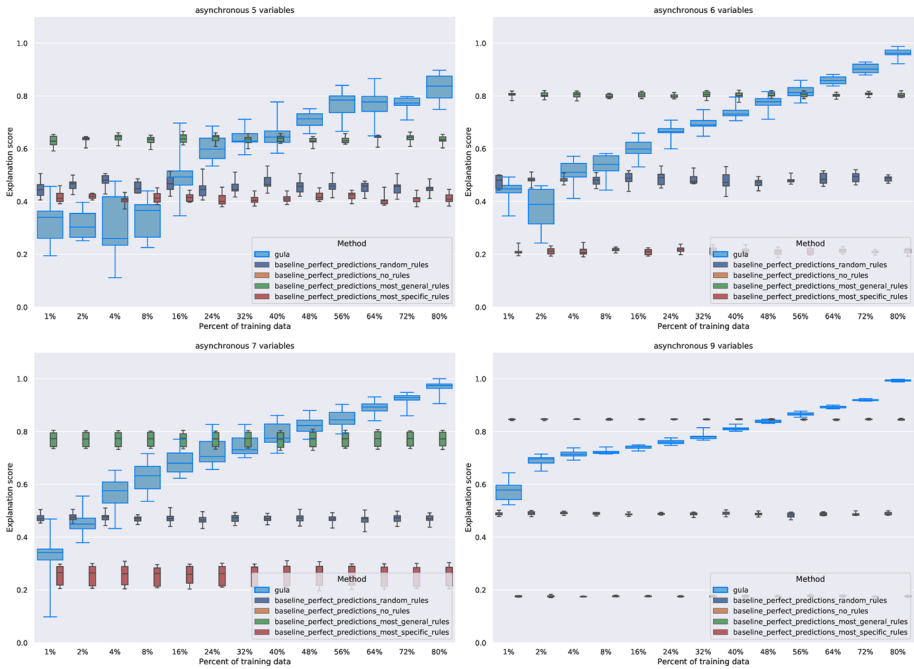 asynchronous 5 variables
1.0
0.8
0.6
0.4
0.2
0.0
Explanation score
1% 2% 4% 8% 16% 24% 32% 40% 48% 56% 64% 72% 80%
Percent of training data
Method
gula
baseline_perfect_predictions_random_rules
baseline_perfect_predictions_no_rules
baseline_perfect_predictions_most_general_rules
baseline_perfect_predictions_most_specific_rules
asynchronous 6 variables
1.0
0.8
0.6
0.4
0.2
0.0
Explanation score
1% 2% 4% 8% 16% 24% 32% 40% 48% 56% 64% 72% 80%
Percent of training data
Method
gula
baseline_perfect_predictions_random_rules
baseline_perfect_predictions_no_rules
baseline_perfect_predictions_most_general_rules
baseline_perfect_predictions_most_specific_rules
asynchronous 7 variables
1.0
0.8
0.6
0.4
0.2
0.0
Explanation score
1% 2% 4% 8% 16% 24% 32% 40% 48% 56% 64% 72% 80%
Percent of training data
Method
gula
baseline_perfect_predictions_random_rules
baseline_perfect_predictions_no_rules
baseline_perfect_predictions_most_general_rules
baseline_perfect_predictions_most_specific_rules
asynchronous 9 variables
1.0
0.8
0.6
0.4
0.2
0.0
Explanation score
1% 2% 4% 8% 16% 24% 32% 40% 48% 56% 64% 72% 80%
Percent of training data
Method
gula
baseline_perfect_predictions_random_rules
baseline_perfect_predictions_no_rules
baseline_perfect_predictions_most_general_rules
baseline_perfect_predictions_most_specific_rules